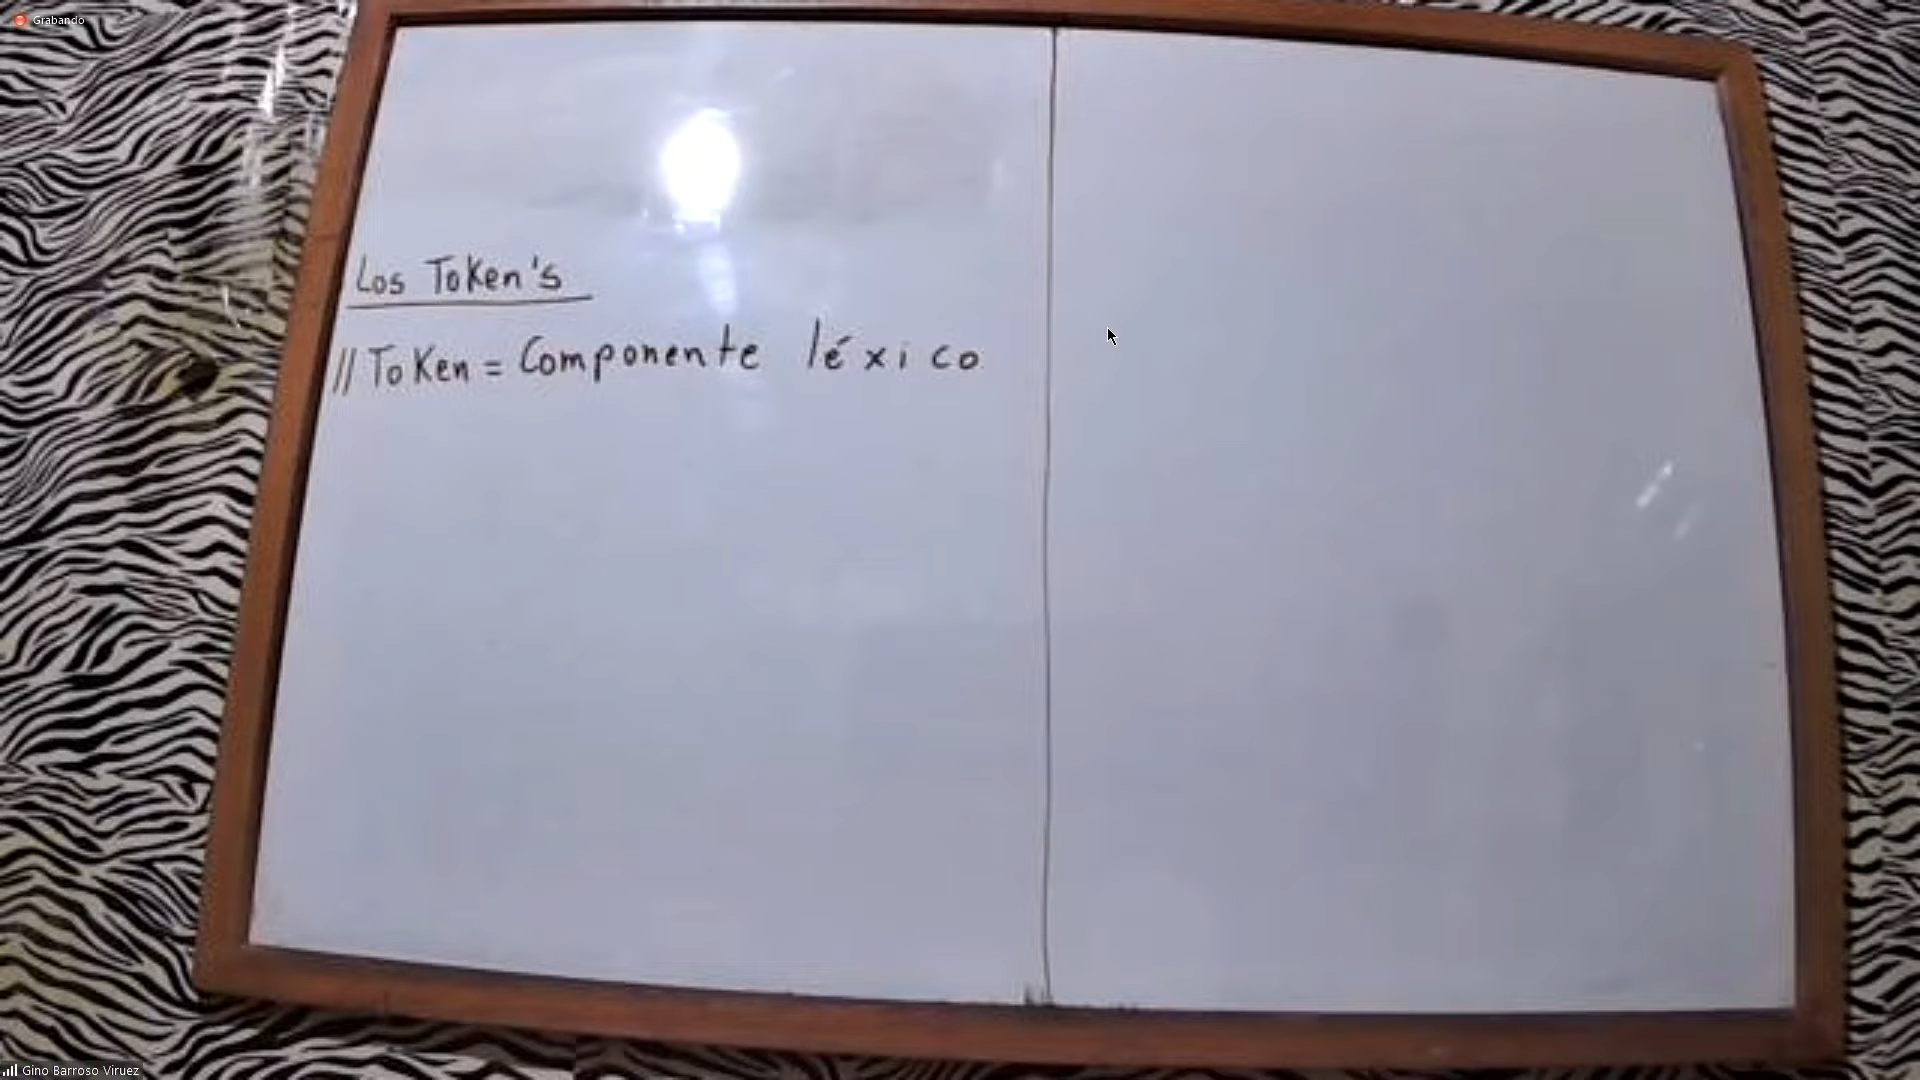 Grabando
Los Token's
// Token = Componente léxico
Gino Barroso Viruez